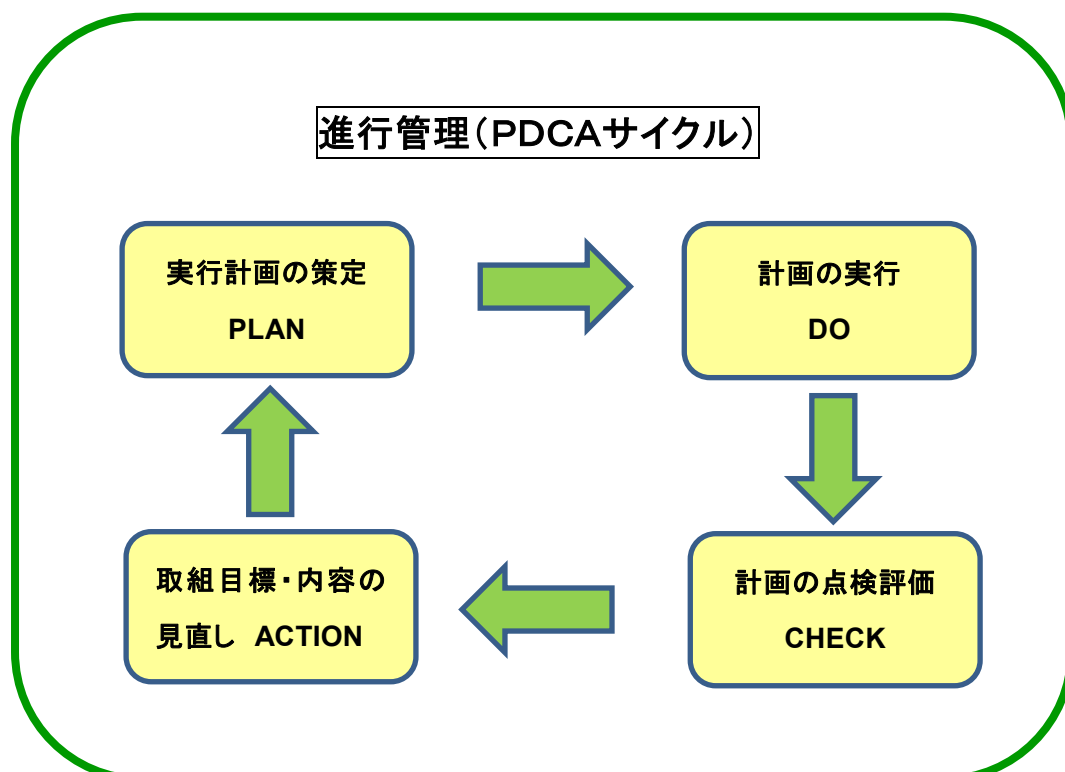 進行管理(PDCAサイクル)
実行計画の策定
PLAN
計画の実行
DO
取組目標・内容の
見直し ACTION
計画の点検評価
CHECK